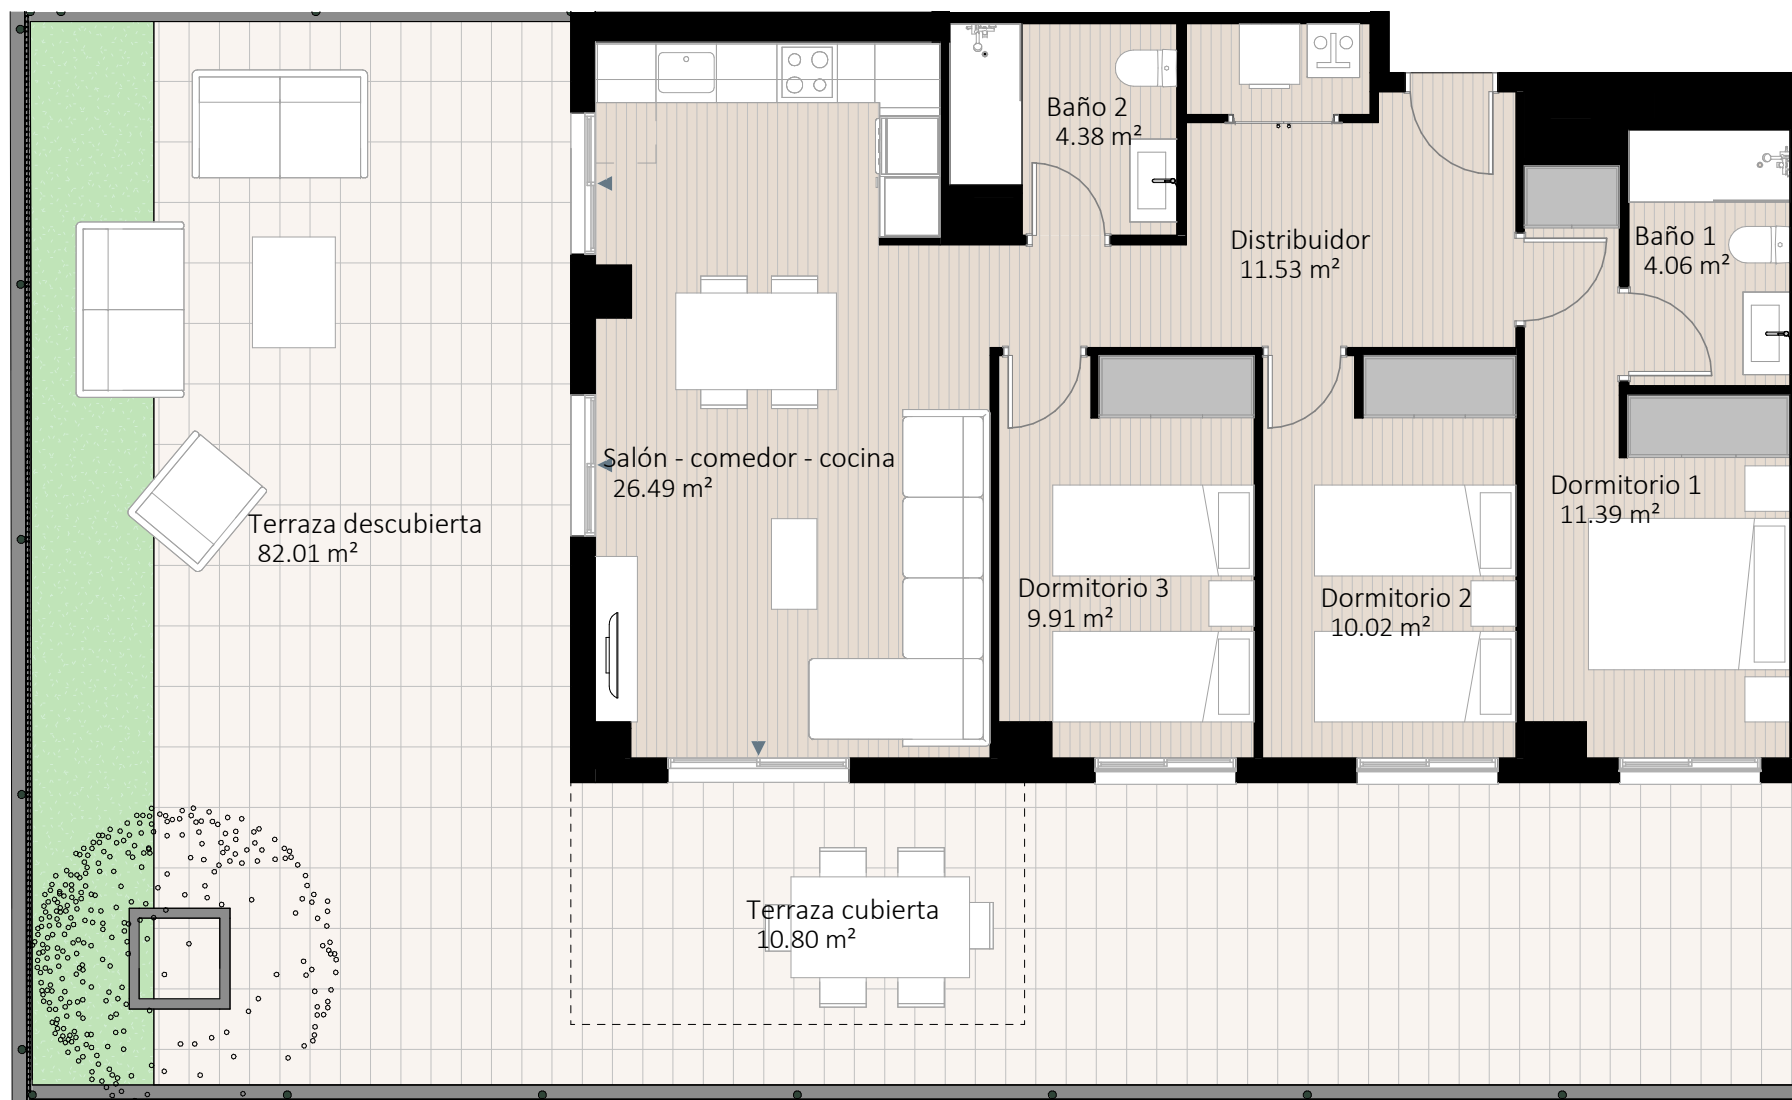 Baño 2
4.38 m²
Distribuidor
11.53 m²
Baño 1
4.06 m²
Salón - comedor - cocina
26.49 m²
Terraza descubierta
82.01 m²
Dormitorio 3
9.91 m²
Dormitorio 2
10.02 m²
Dormitorio 1
11.39 m²
Terraza cubierta
10.80 m²